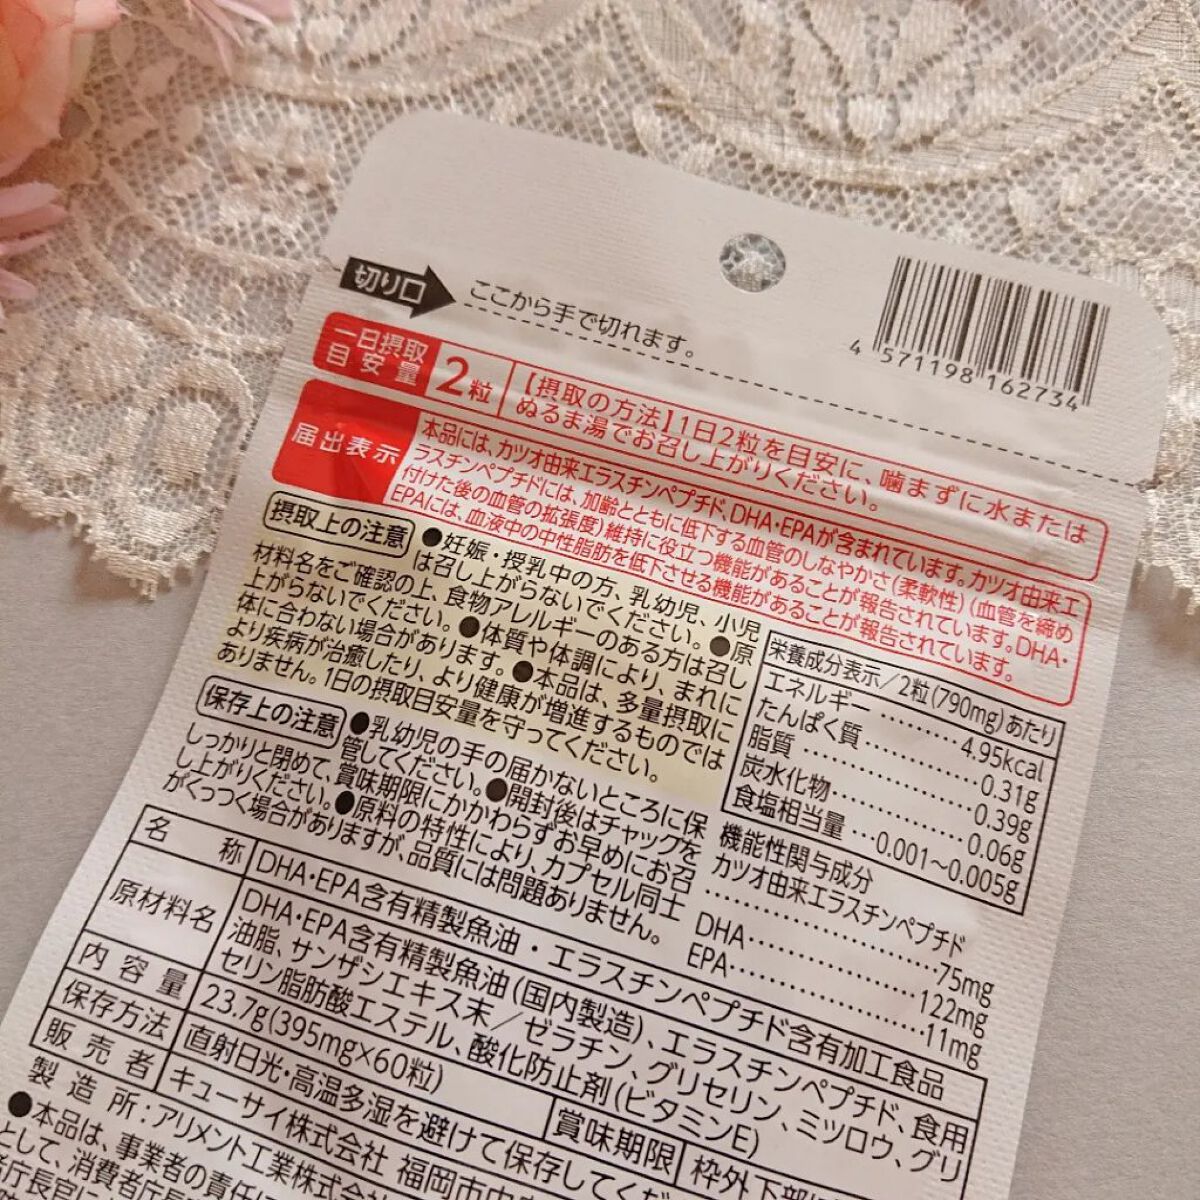 切り口
ここから手で切れます。
4 571198 162734
一日摂取
目安量
2粒
【摂取の方法】1日2粒を目安に、噛まずに水または
ぬるま湯でお召し上がりください。
届出表示
本品には、カツオ由来エラスチンペプチド、DHA・EPAが含まれています。カツオ由来エ
ラスチンペプチドには、加齢とともに低下する血管のしなやかさ(柔軟性)(血管を締め
付けた後の血管の拡張度)維持に役立つ機能があることが報告されています。DHA・
EPAには、血液中の中性脂肪を低下させる機能があることが報告されています。
摂取上の注意
●妊娠・授乳中の方、乳幼児、小児
は召し上がらないでください。●原
材料名をご確認の上、食物アレルギーのある方は召し
上がらないでください。●体質や体調により、まれに
体に合わない場合があります。●本品は、多量摂取に
より疾病が治癒したり、より健康が増進するものでは
ありません。1日の摂取目安量を守ってください。
保存上の注意
●乳幼児の手の届かないところに保
管してください。●開封後はチャックを
しっかりと閉めて、賞味期限にかかわらずお早めにお召
し上がりください。●原料の特性により、カプセル同士
がくっつく場合がありますが、品質には問題ありません。
栄養成分表示/2粒(790mg)あたり
エネルギー………4.95kcal
たんぱく質…………0.31g
脂質…………………0.39g
炭水化物……………0.06g
食塩相当量…0.001~0.005g
機能性関与成分
カツオ由来エラスチンペプチド
……………………75mg
DHA………………122mg
EPA…………………11mg
名称 DHA・EPA含有精製魚油・エラスチンペプチド含有加工食品
原材料名 DHA・EPA含有精製魚油(国内製造)、エラスチンペプチド、食用
油脂、サンザシエキス末/ゼラチン、グリセリン、ミツロウ、グリ
セリン脂肪酸エステル、酸化防止剤(ビタミンE)
内容量 23.7g(395mg×60粒)
賞味期限 枠外下部に
保存方法 直射日光・高温多湿を避けて保存してくだ
販売者 キューサイ株式会社 福岡市中央
製造所:アリメント工業株式会社
●本品は、事業者の責任に
として、消費者庁長
者庁長官に